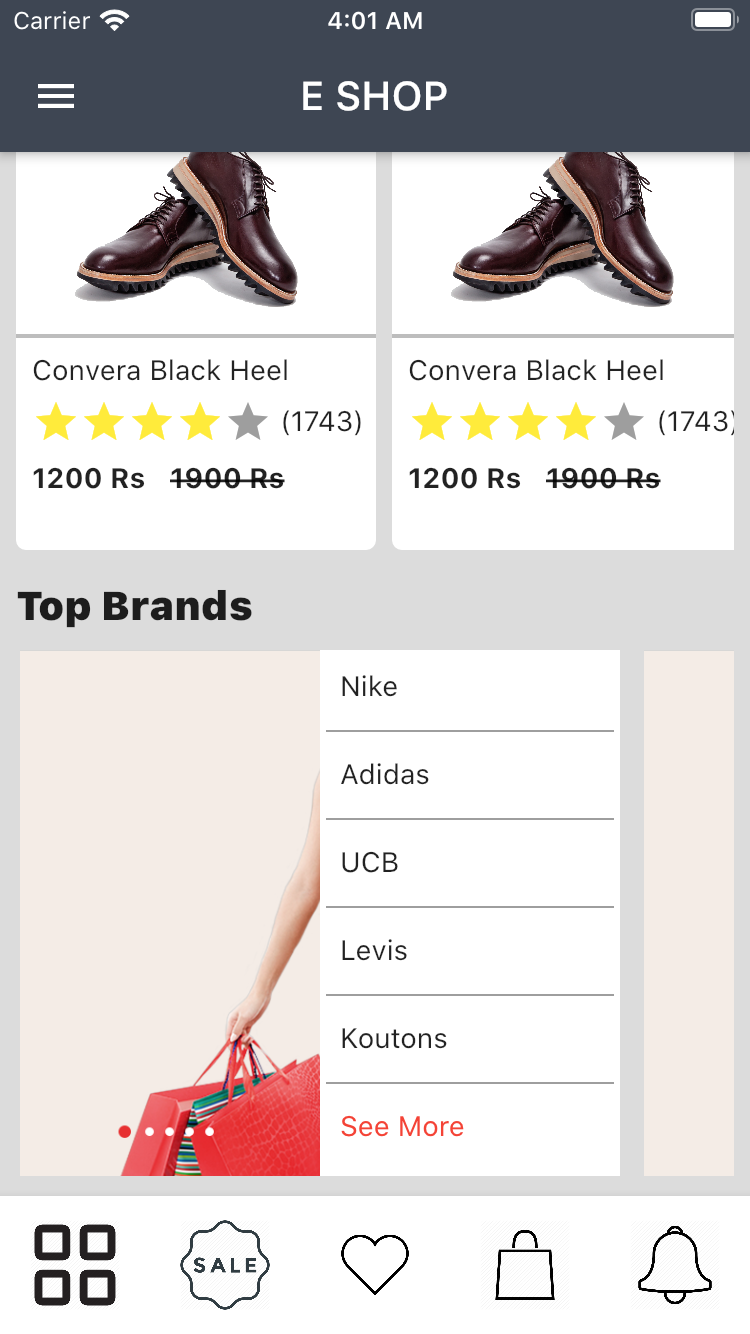 Carrier 4:01 AM
E SHOP
Convera Black Heel
(1743)
1200 Rs 1900 Rs
Convera Black Heel
(1743)
1200 Rs 1900 Rs
Top Brands
Nike
Adidas
UCB
Levis
Koutons
See More
SALE